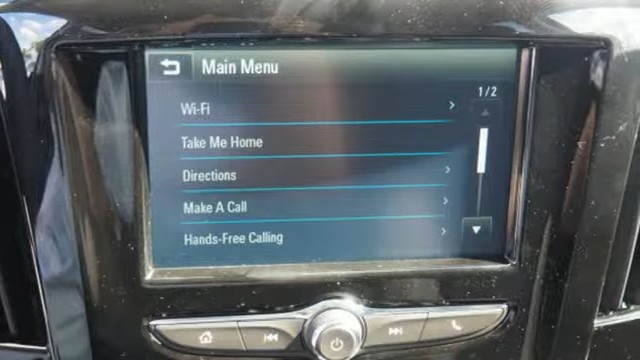 Main Menu
1/2
Wi-Fi
Take Me Home
Directions
Make A Call
Hands-Free Calling